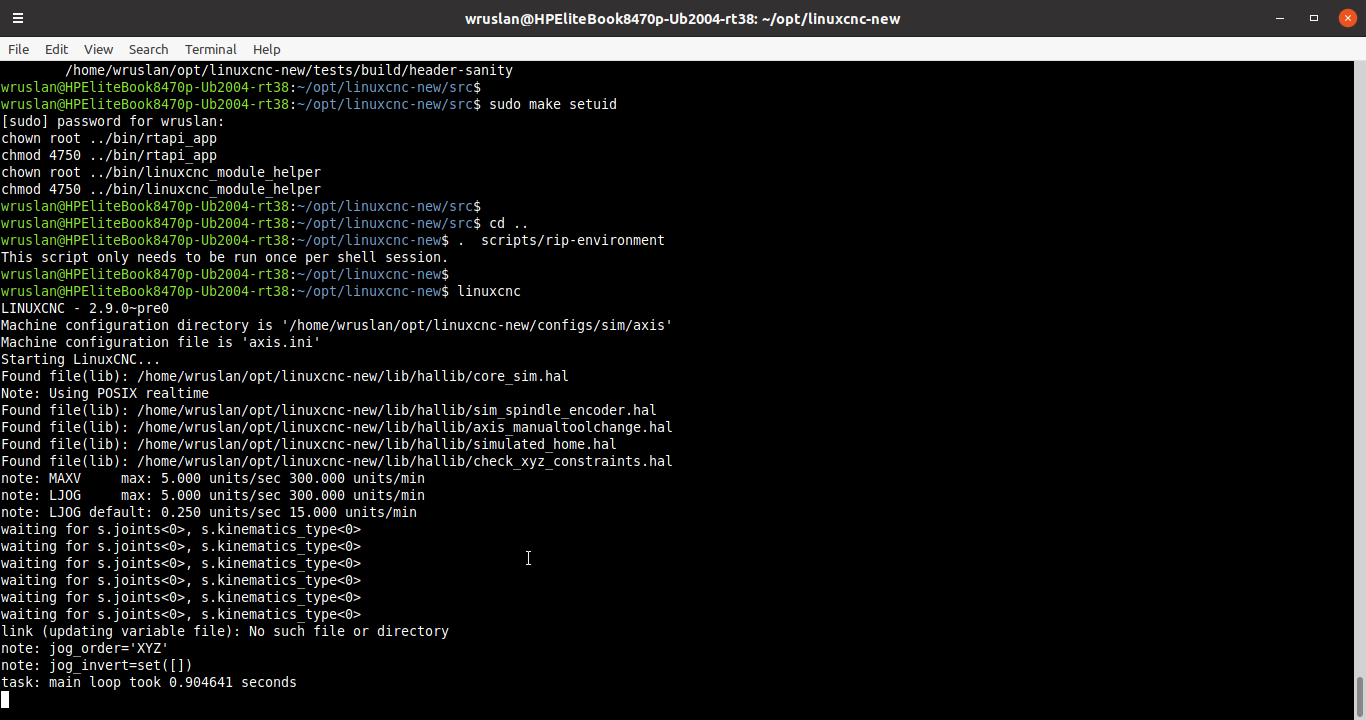 wruslan@HPEliteBook8470p-Ub2004-rt38: ~/opt/linuxcnc-new
File Edit View Search Terminal Help
/home/wruslan/opt/linuxcnc-new/tests/build/header-sanity
wruslan@HPEliteBook8470p-Ub2004-rt38:~/opt/linuxcnc-new/src$
wruslan@HPEliteBook8470p-Ub2004-rt38:~/opt/linuxcnc-new/src$ sudo make setuid
[sudo] password for wruslan:
chown root ../bin/rtapi_app
chmod 4750 ../bin/rtapi_app
chown root ../bin/linuxcnc_module_helper
chmod 4750 ../bin/linuxcnc_module_helper
wruslan@HPEliteBook8470p-Ub2004-rt38:~/opt/linuxcnc-new/src$
wruslan@HPEliteBook8470p-Ub2004-rt38:~/opt/linuxcnc-new/src$ cd ..
wruslan@HPEliteBook8470p-Ub2004-rt38:~/opt/linuxcnc-new$ .  scripts/rip-environment
This script only needs to be run once per shell session.
wruslan@HPEliteBook8470p-Ub2004-rt38:~/opt/linuxcnc-new$
wruslan@HPEliteBook8470p-Ub2004-rt38:~/opt/linuxcnc-new$ linuxcnc
LINUXCNC - 2.9.0~pre0
Machine configuration directory is '/home/wruslan/opt/linuxcnc-new/configs/sim/axis'
Machine configuration file is 'axis.ini'
Starting LinuxCNC...
Found file(lib): /home/wruslan/opt/linuxcnc-new/lib/hallib/core_sim.hal
Note: Using POSIX realtime
Found file(lib): /home/wruslan/opt/linuxcnc-new/lib/hallib/sim_spindle_encoder.hal
Found file(lib): /home/wruslan/opt/linuxcnc-new/lib/hallib/axis_manualtoolchange.hal
Found file(lib): /home/wruslan/opt/linuxcnc-new/lib/hallib/simulated_home.hal
Found file(lib): /home/wruslan/opt/linuxcnc-new/lib/hallib/check_xyz_constraints.hal
note: MAXV     max: 5.000 units/sec 300.000 units/min
note: LJOG     max: 5.000 units/sec 300.000 units/min
note: LJOG default: 0.250 units/sec 15.000 units/min
waiting for s.joints<0>, s.kinematics_type<0>
waiting for s.joints<0>, s.kinematics_type<0>
waiting for s.joints<0>, s.kinematics_type<0>
waiting for s.joints<0>, s.kinematics_type<0>
waiting for s.joints<0>, s.kinematics_type<0>
waiting for s.joints<0>, s.kinematics_type<0>
link (updating variable file): No such file or directory
note: jog_order='XYZ'
note: jog_invert=set([])
task: main loop took 0.904641 seconds